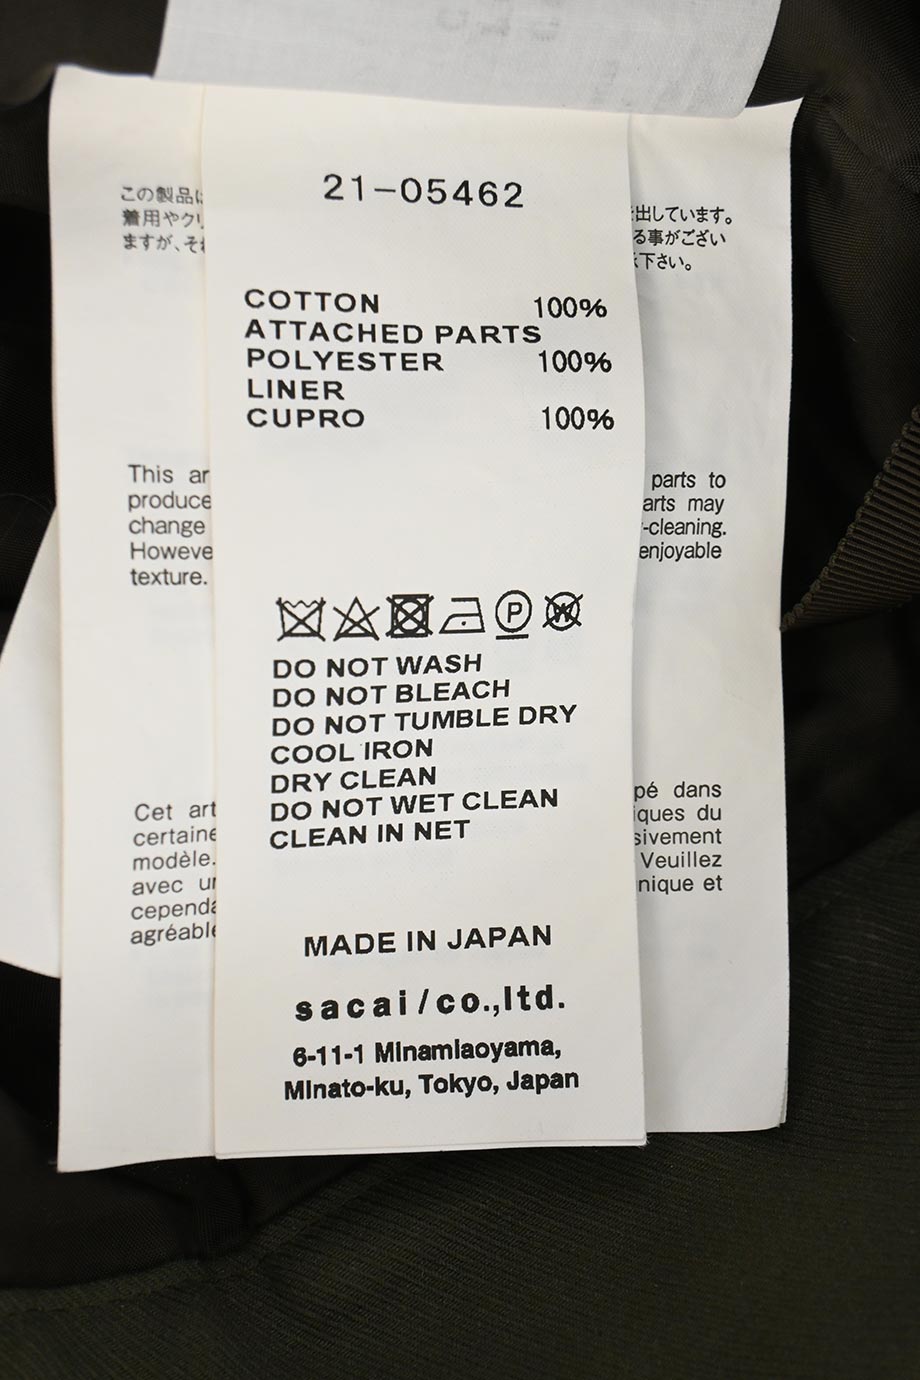 21-05462
COTTON 100%
ATTACHED PARTS
POLYESTER 100%
LINER
CUPRO 100%
P
W
DO NOT WASH
DO NOT BLEACH
DO NOT TUMBLE DRY
COOL IRON
DRY CLEAN
DO NOT WET CLEAN
CLEAN IN NET
MADE IN JAPAN
sacai/co.,ltd.
6-11-1 MInamIaoyama,
MInato-ku, Tokyo, Japan
この製品は
着用やクリ
ますが、それ
This ar
produce
change
Howeve
texture.
Cet art
certaine
modèle.
avec un
cependa
agréable
を出しています。
る事がござい
下さい。
parts to
arts may
-cleaning.
enjoyable
pé dans
iques du
sivement
Veuillez
nique et